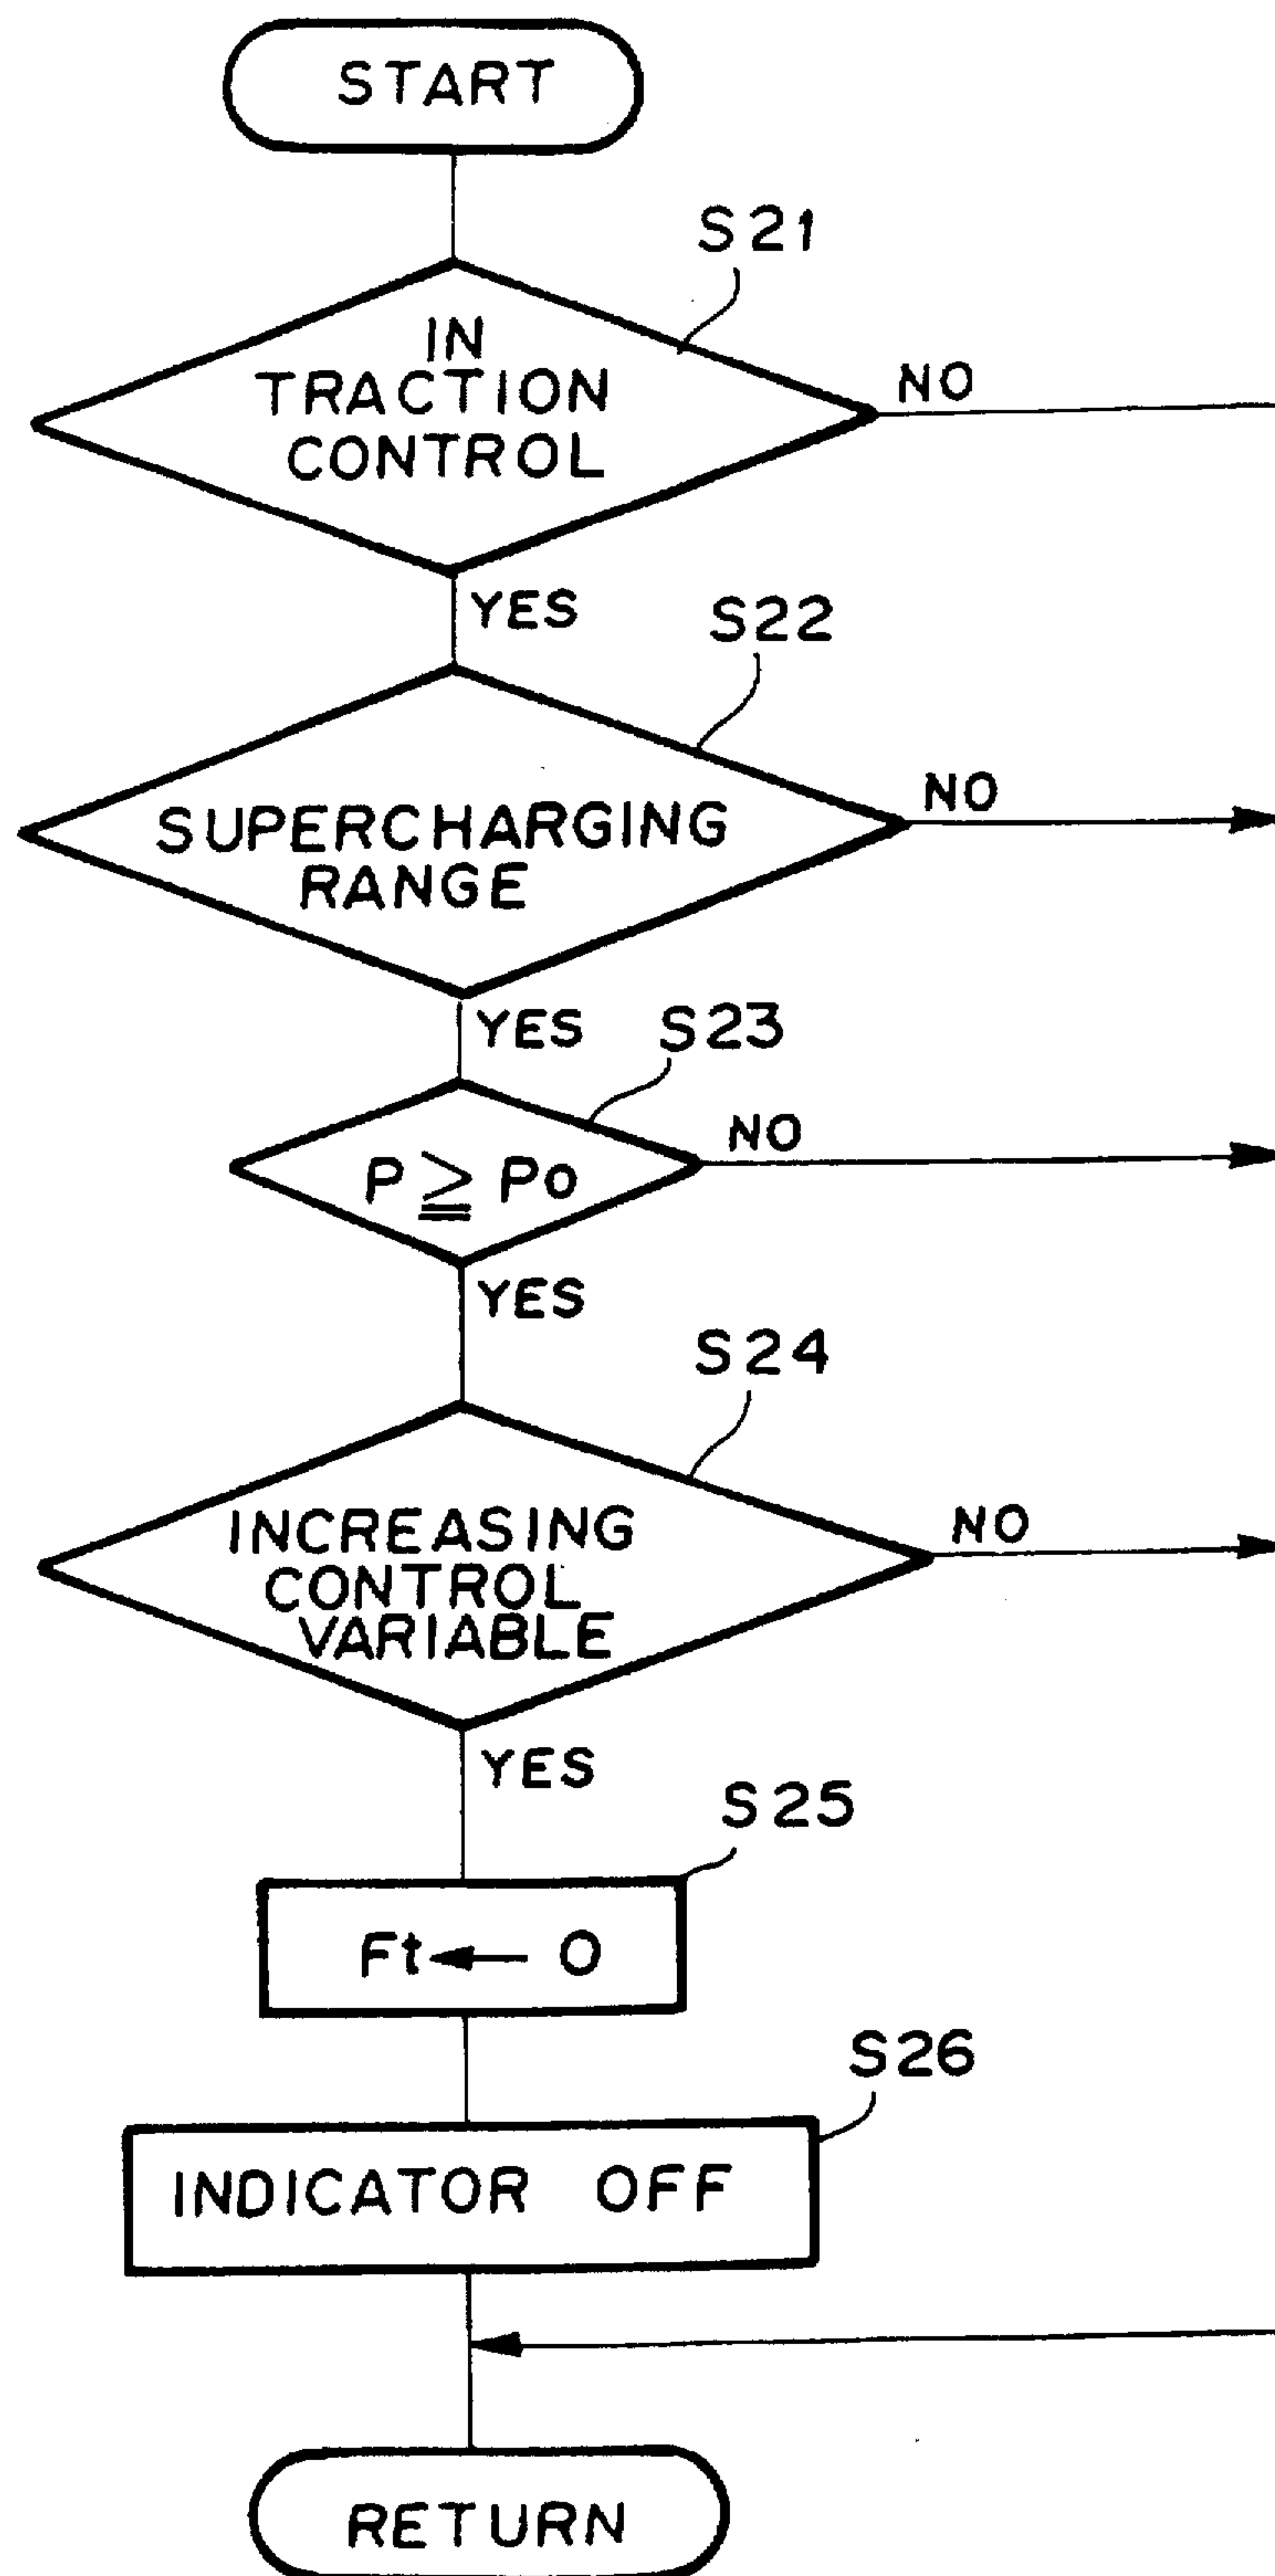 START
S21
IN
TRACTION
CONTROL
NO
YES
S22
SUPERCHARGING
RANGE
NO
YES
S23
P ≧ Po
NO
YES
S24
INCREASING
CONTROL
VARIABLE
NO
YES
S25
Ft ← 0
S26
INDICATOR OFF
RETURN